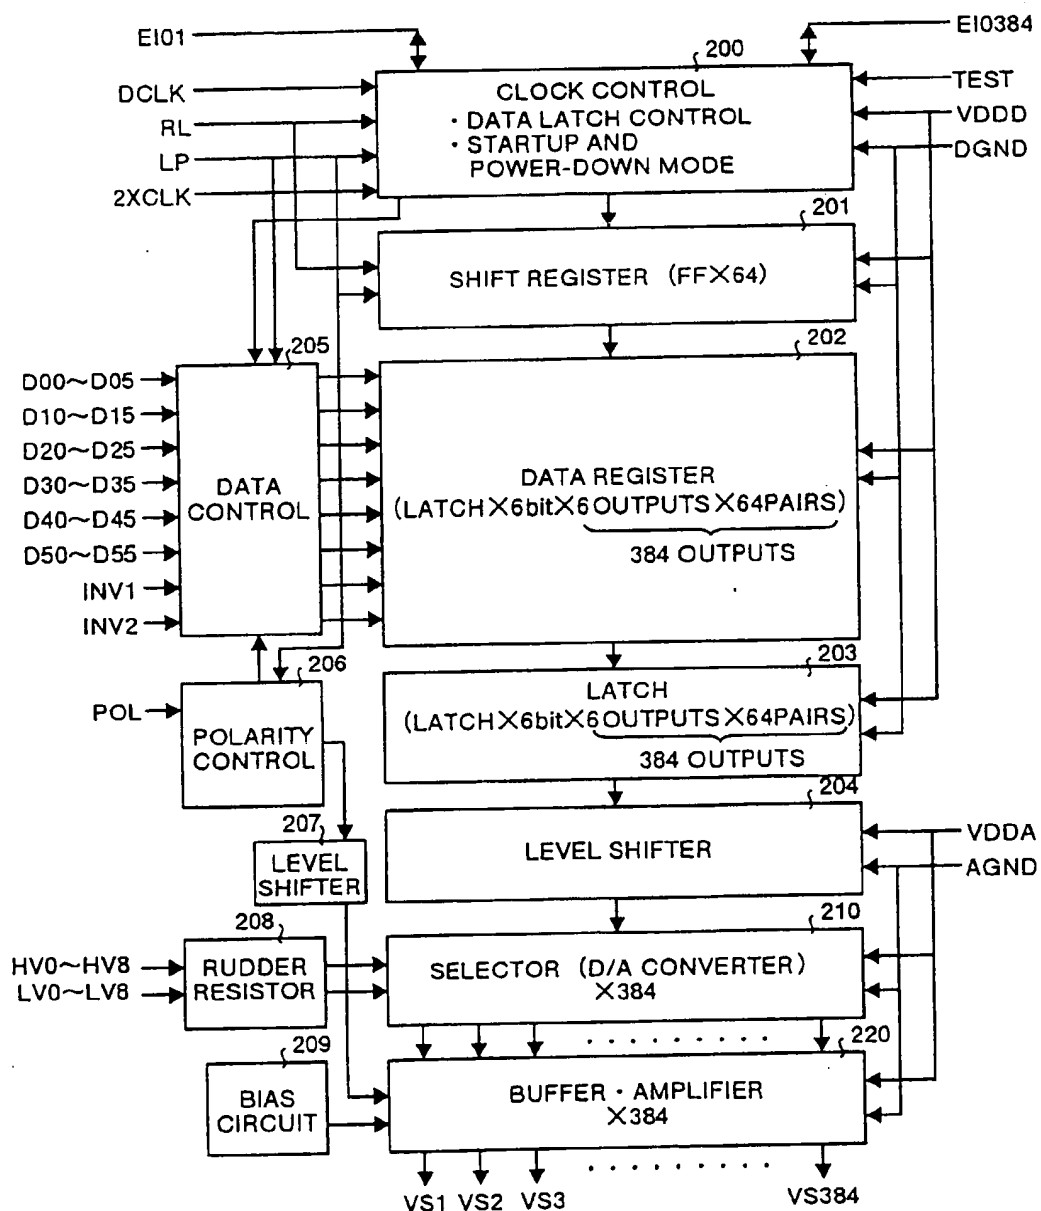 EI01
EI0384
200
DCLK
CLOCK CONTROL
TEST
RL
· DATA LATCH CONTROL
VDDD
LP
· STARTUP AND
POWER-DOWN MODE
DGND
2XCLK
201
SHIFT REGISTER (FF×64)
205
202
D00~D05
D10~D15
D20~D25
D30~D35
D40~D45
D50~D55
INV1
INV2
DATA
CONTROL
DATA REGISTER
(LATCH×6bit×6OUTPUTS×64PAIRS)
384 OUTPUTS
206
203
POL
POLARITY
CONTROL
LATCH
(LATCH×6bit×6OUTPUTS×64PAIRS)
384 OUTPUTS
207
204
LEVEL
SHIFTER
LEVEL SHIFTER
VDDA
AGND
208
210
HV0~HV8
LV0~LV8
RUDDER
RESISTOR
SELECTOR (D/A CONVERTER)
×384
209
220
BIAS
CIRCUIT
BUFFER · AMPLIFIER
×384
VS1 VS2 VS3 VS384